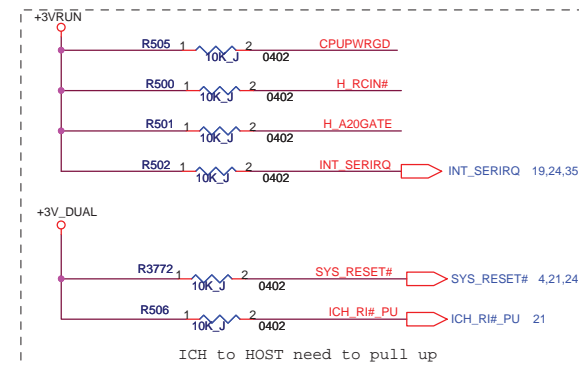 +3VRUN
R505 1 2 CPUPWRGD
10K_J 0402
R500 1 2 H_RCIN#
10K_J 0402
R501 1 2 H_A20GATE
10K_J 0402
R502 1 2 INT_SERIRQ INT_SERIRQ 19,24,35
10K_J 0402
+3V_DUAL
R3772 1 2 SYS_RESET# SYS_RESET# 4,21,24
10K_J 0402
R506 1 2 ICH_RI#_PU ICH_RI#_PU 21
10K_J 0402
ICH to HOST need to pull up